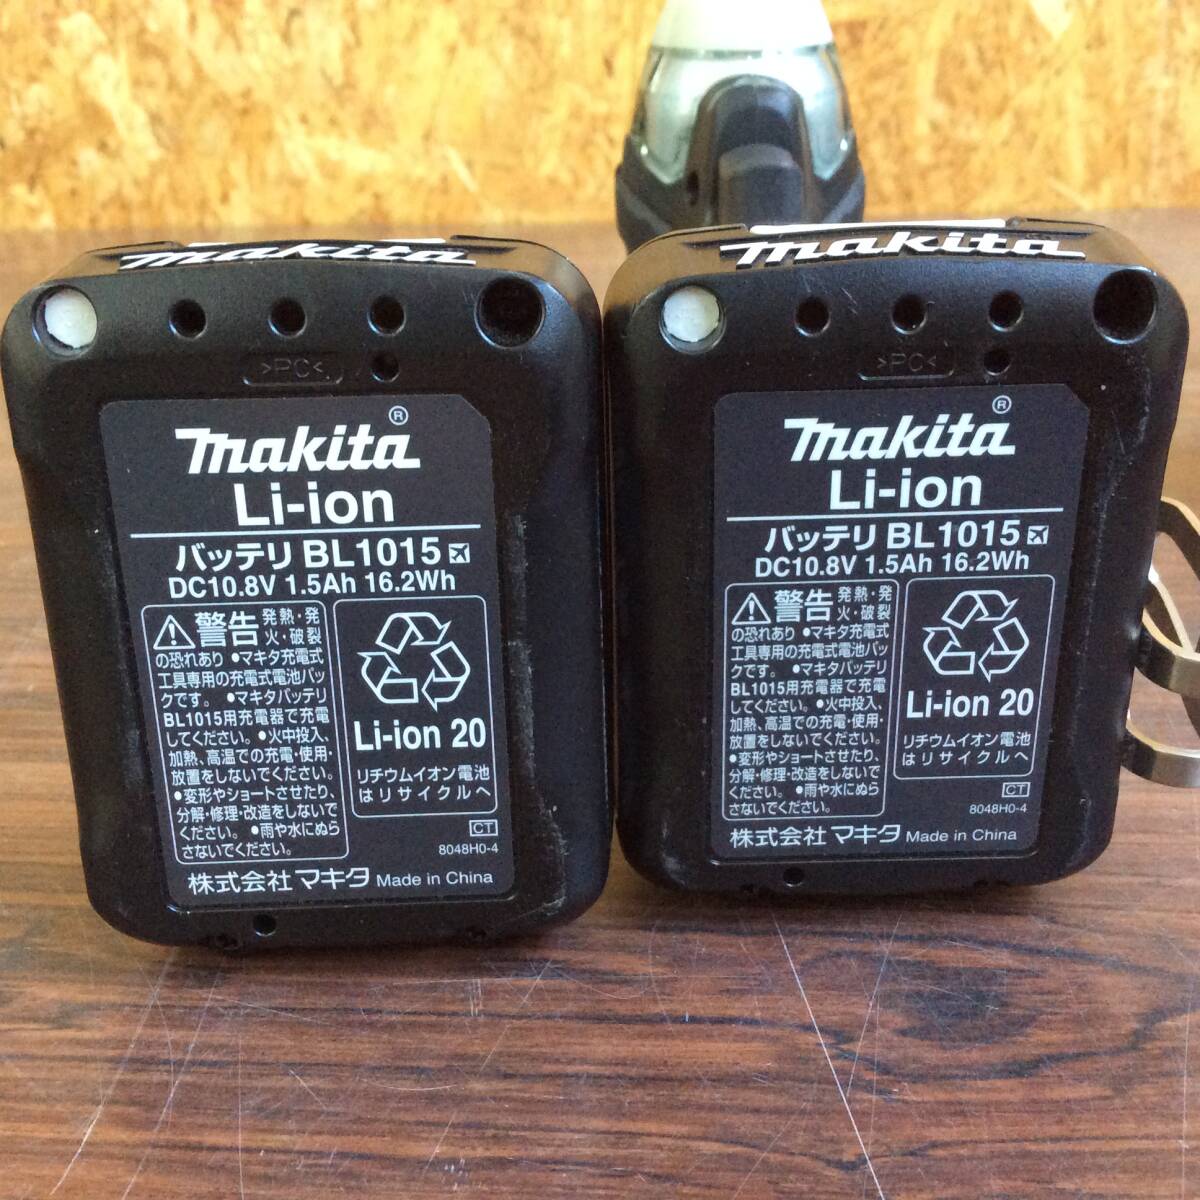 makita
>PC<
makita®
Li-ion
バッテリ BL1015
DC10.8V 1.5Ah 16.2Wh
警告 発熱・発
火・破裂
の恐れあり •マキタ充電式
工具専用の充電式電池パッ
クです。 •マキタバッテリ
BL1015用充電器で充電
してください。 •火中投入、
加熱、高温での充電・使用・
放置をしないでください。
•変形やショートさせたり、
分解・修理・改造をしないで
ください。 •雨や水にぬら
さないでください。
Li-ion 20
リチウムイオン電池
はリサイクルへ
CT
8048H0-4
株式会社 マキタ Made in China
makita
>PC<
makita®
Li-ion
バッテリ BL1015
DC10.8V 1.5Ah 16.2Wh
警告 発熱・発
火・破裂
の恐れあり •マキタ充電式
工具専用の充電式電池パッ
クです。 •マキタバッテリ
BL1015用充電器で充電
してください。 •火中投入、
加熱、高温での充電・使用・
放置をしないでください。
•変形やショートさせたり、
分解・修理・改造をしないで
ください。 •雨や水にぬら
さないでください。
Li-ion 20
リチウムイオン電池
はリサイクルへ
CT
8048H0-4
株式会社 マキタ Made in China